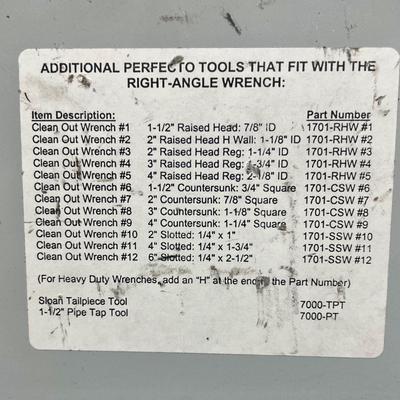 ADDITIONAL PERFECTO TOOLS THAT FIT WITH THE
RIGHT-ANGLE WRENCH:
Item Description: Part Number
Clean Out Wrench #1 1-1/2" Raised Head: 7/8" ID 1701-RHW #1
Clean Out Wrench #2 2" Raised Head H Wall: 1-1/8" ID 1701-RHW #2
Clean Out Wrench #3 2" Raised Head Reg: 1-1/4" ID 1701-RHW #3
Clean Out Wrench #4 3" Raised Head Reg: 1-3/4" ID 1701-RHW #4
Clean Out Wrench #5 4" Raised Head Reg: 2-1/8" ID 1701-RHW #5
Clean Out Wrench #6 1-1/2" Countersunk: 3/4" Square 1701-CSW #6
Clean Out Wrench #7 2" Countersunk: 7/8" Square 1701-CSW #7
Clean Out Wrench #8 3" Countersunk: 1-1/8" Square 1701-CSW #8
Clean Out Wrench #9 4" Countersunk: 1-1/4" Square 1701-CSW #9
Clean Out Wrench #10 2" Slotted: 1/4" x 1" 1701-SSW #10
Clean Out Wrench #11 4" Slotted: 1/4" x 1-3/4" 1701-SSW #11
Clean Out Wrench #12 6" Slotted: 1/4" x 2-1/2" 1701-SSW #12
(For Heavy Duty Wrenches, add an "H" at the end of the Part Number)
Sloan Tailpiece Tool 7000-TPT
1-1/2" Pipe Tap Tool 7000-PT